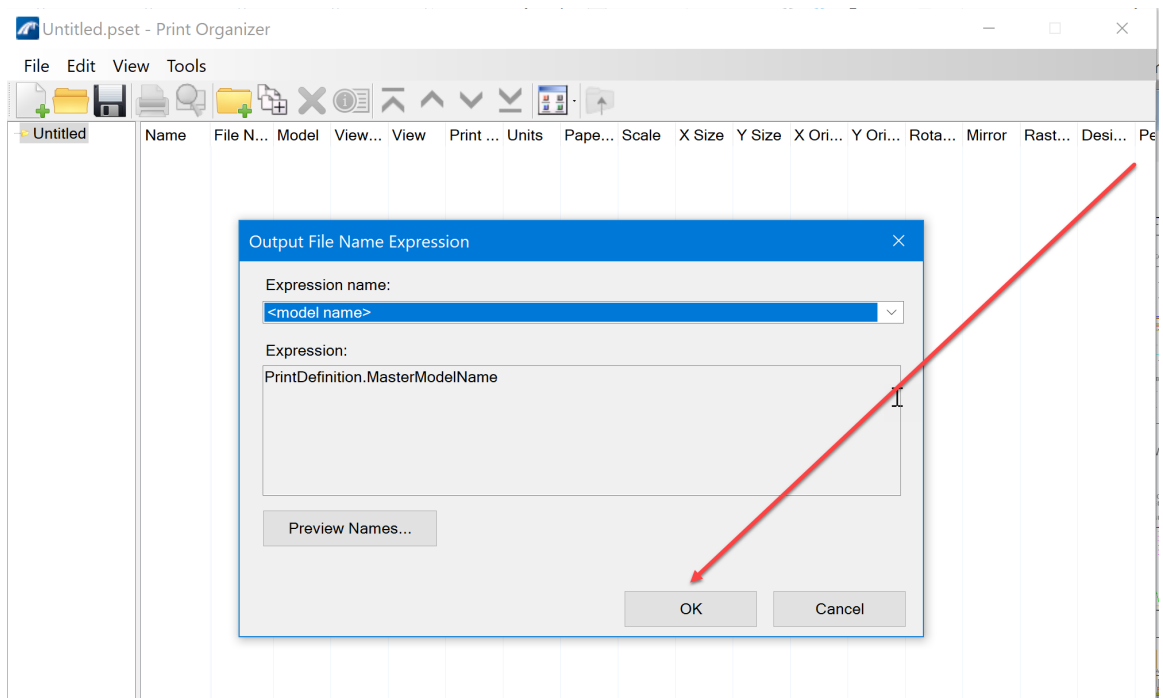 Untitled.pset - Print Organizer
File Edit View Tools
Untitled
Name File N... Model View... View Print ... Units Pape... Scale X Size Y Size X Ori... Y Ori... Rota... Mirror Rast... Desi... Pe
Output File Name Expression
Expression name:
<model name>
Expression:
PrintDefinition.MasterModelName
Preview Names...
OK Cancel